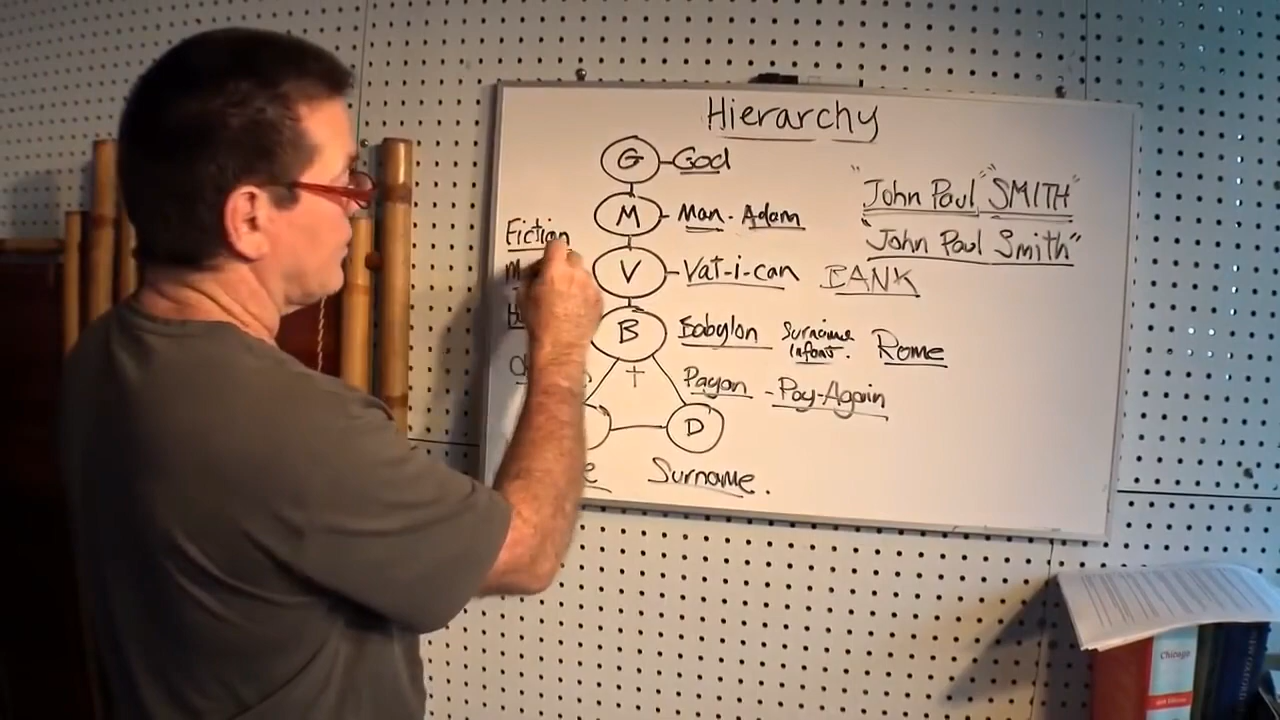 Hierarchy
G God
M Man - Adam
"John Paul" "SMITH"
"John Paul Smith"
Fiction
V Vat-i-can BANK
B Babylon Surname Infant. Rome
Pagan - Pay-Again
D
Surname.
Chicago